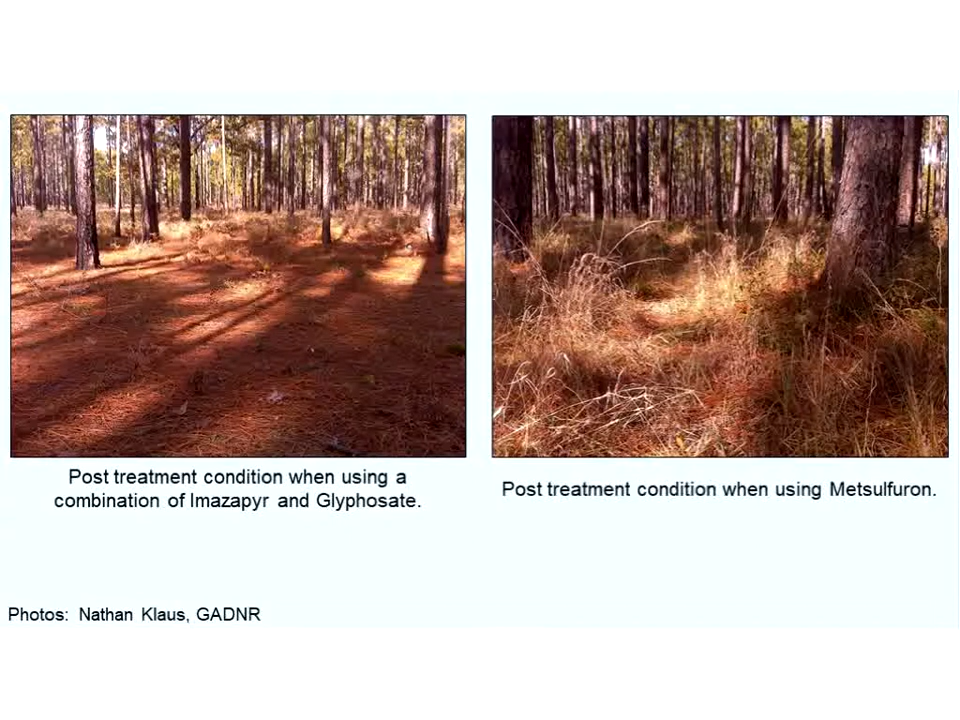 Post treatment condition when using a
combination of Imazapyr and Glyphosate.
Post treatment condition when using Metsulfuron.
Photos: Nathan Klaus, GADNR